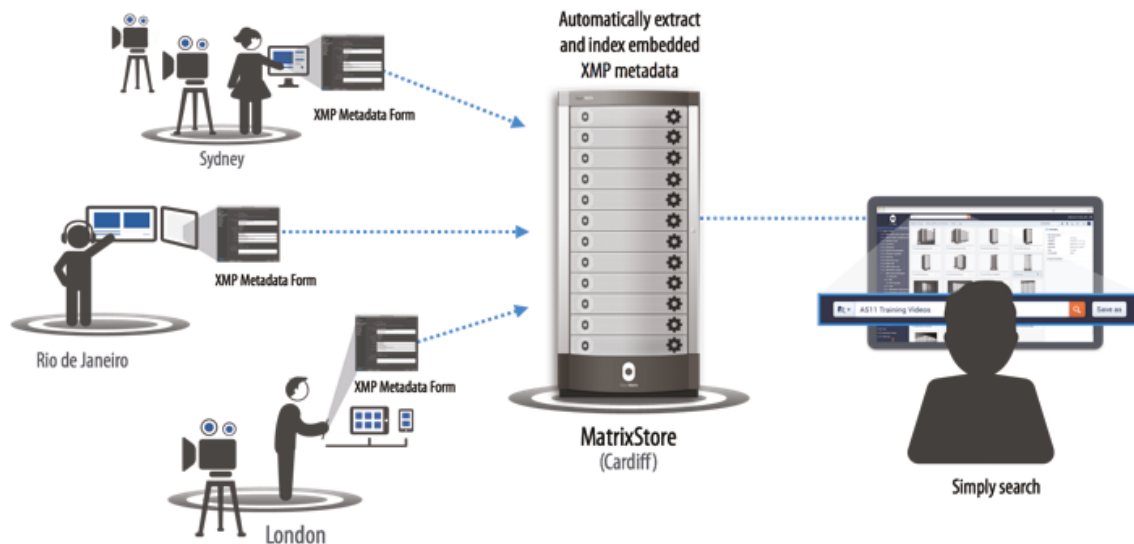 Automatically extract
and index embedded
XMP metadata
XMP Metadata Form
Sydney
XMP Metadata Form
Rio de Janeiro
XMP Metadata Form
London
MatrixStore
(Cardiff)
AS11 Training Videos
Save as
Simply search